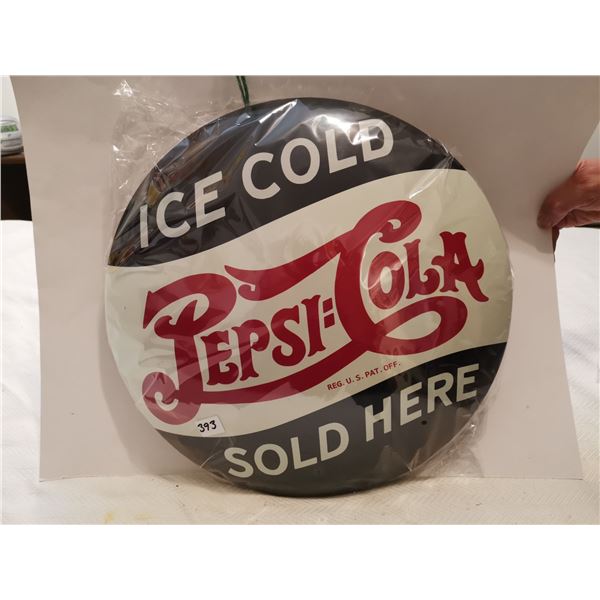 ICE COLD
PEPSI:COLA
REG. U.S. PAT. OFF.
393
SOLD HERE